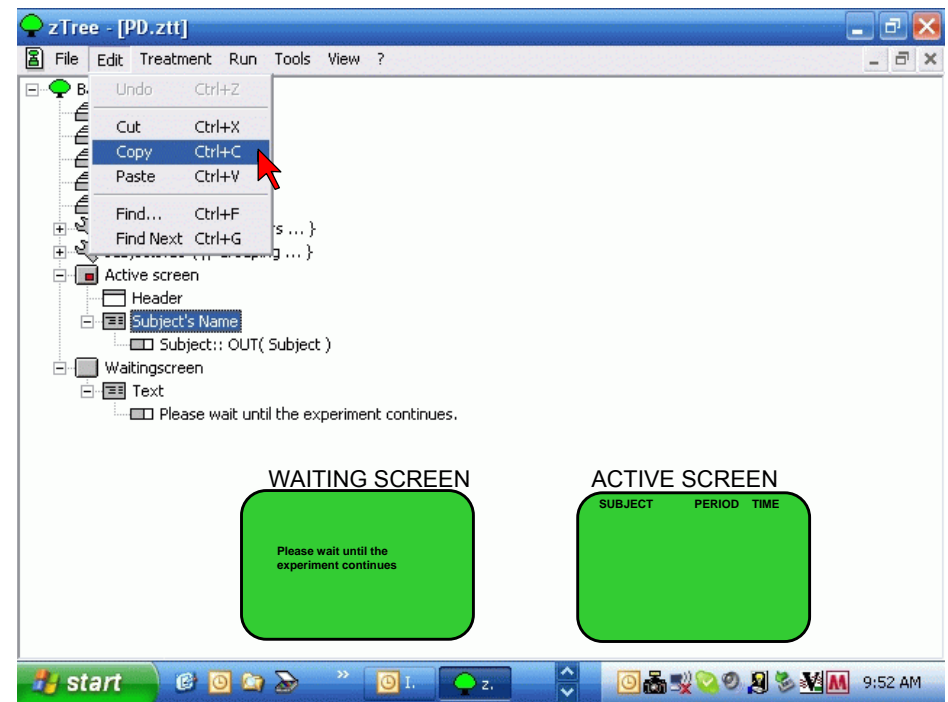 zTree - [PD.ztt]
File Edit Treatment Run Tools View ?
B
Undo Ctrl+Z
Cut Ctrl+X
Copy Ctrl+C
Paste Ctrl+V
Find... Ctrl+F
Find Next Ctrl+G
s ... }
... }
Active screen
Header
Subject's Name
Subject:: OUT( Subject )
Waitingscreen
Text
Please wait until the experiment continues.
WAITING SCREEN
Please wait until the
experiment continues
ACTIVE SCREEN
SUBJECT PERIOD TIME
start
I.
z.
9:52 AM